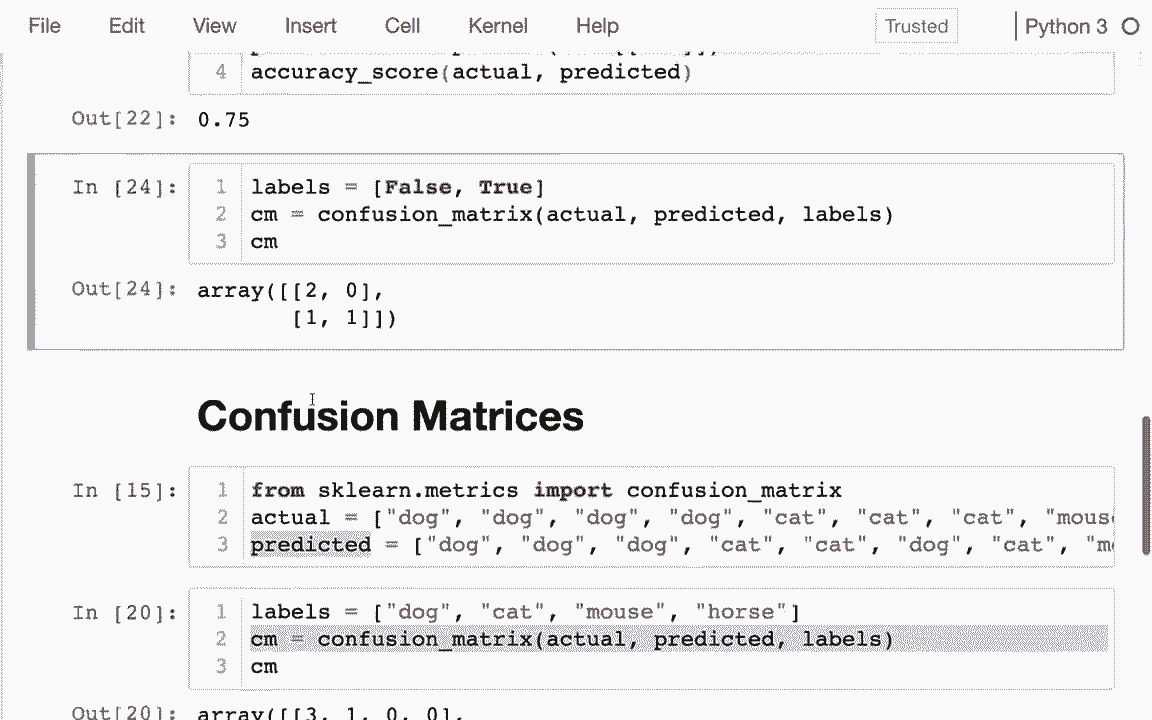 File Edit View Insert Cell Kernel Help Trusted Python 3
4 accuracy_score(actual, predicted)
Out[22]: 0.75
In [24]: 1 labels = [False, True]
2 cm = confusion_matrix(actual, predicted, labels)
3 cm
Out[24]: array([[2, 0],
[1, 1]])
Confusion Matrices
In [15]: 1 from sklearn.metrics import confusion_matrix
2 actual = ["dog", "dog", "dog", "dog", "cat", "cat", "cat", "mous
3 predicted = ["dog", "dog", "dog", "cat", "cat", "dog", "cat", "m
In [20]: 1 labels = ["dog", "cat", "mouse", "horse"]
2 cm = confusion_matrix(actual, predicted, labels)
3 cm
Out[20]: array([[3, 1, 0, 0],